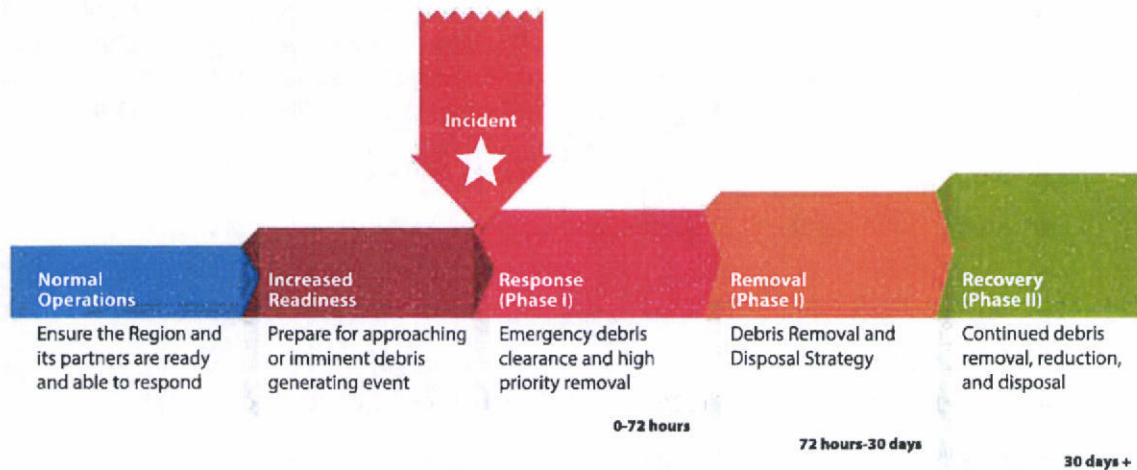 Incident
Normal
Operations
Ensure the Region and
its partners are ready
and able to respond
Increased
Readiness
Prepare for approaching
or imminent debris
generating event
Response
(Phase I)
Emergency debris
clearance and high
priority removal
0-72 hours
Removal
(Phase I)
Debris Removal and
Disposal Strategy
72 hours-30 days
Recovery
(Phase II)
Continued debris
removal, reduction,
and disposal
30 days +